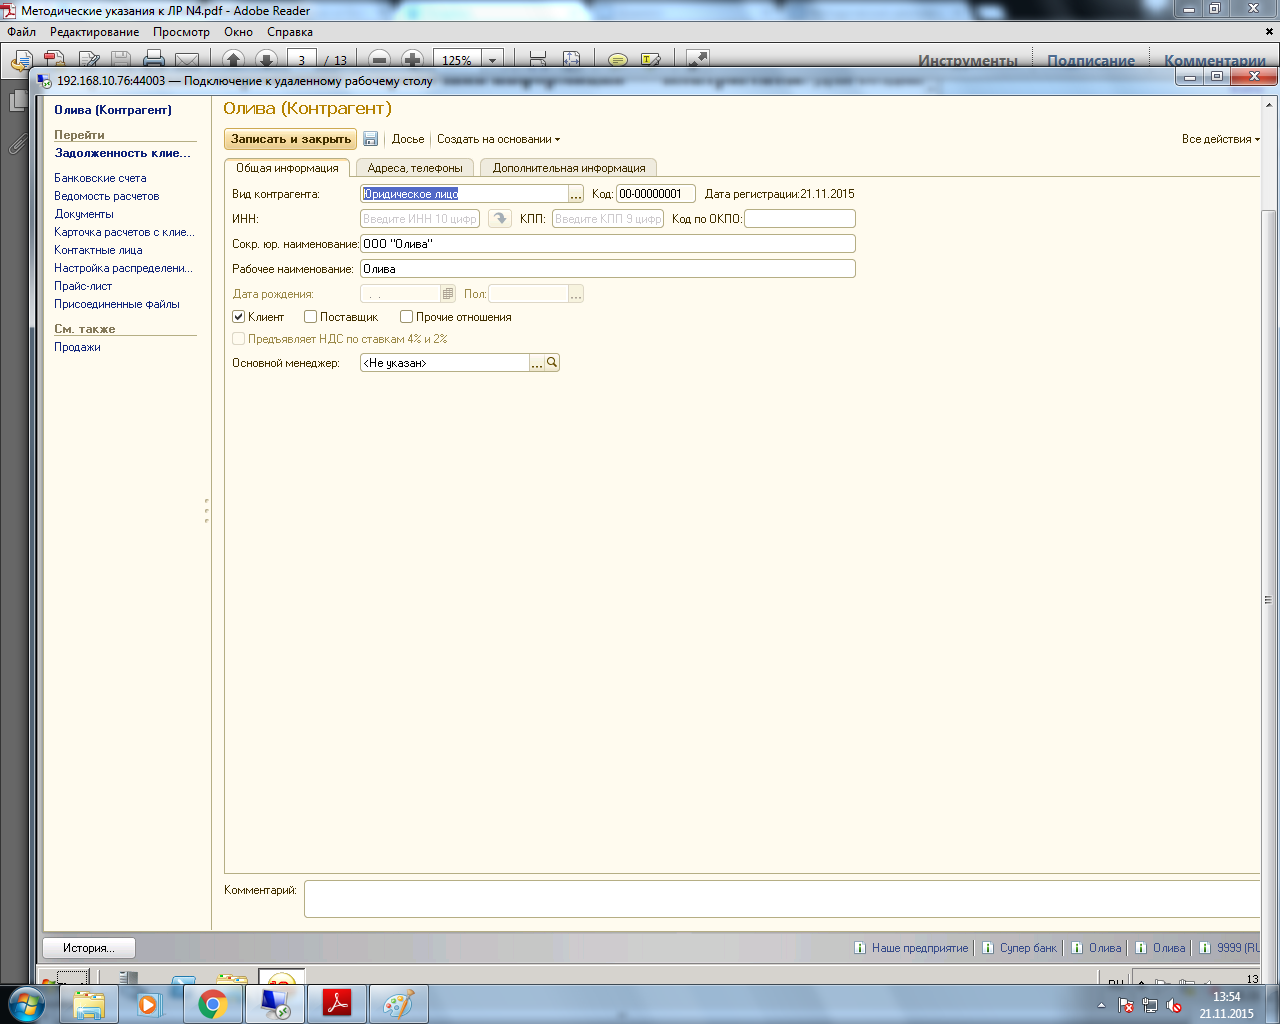 Методические указания к ЛР N4.pdf - Adobe Reader
Файл Редактирование Просмотр Окно Справка
3 / 13 125% Инструменты Подписание Комментарии
192.168.10.76:44003 — Подключение к удаленному рабочему столу
Олива (Контрагент)
Перейти
Задолженность клие...
Банковские счета
Ведомость расчетов
Документы
Карточка расчетов с клие...
Контактные лица
Настройка распределени...
Прайс-лист
Присоединенные файлы
См. также
Продажи
Олива (Контрагент)
Записать и закрыть Досье Создать на основании Все действия
Общая информация Адреса, телефоны Дополнительная информация
Вид контрагента: Юридическое лицо ... Код: 00-00000001 Дата регистрации:21.11.2015
ИНН: Введите ИНН 10 цифр КПП: Введите КПП 9 цифр Код по ОКПО:
Сокр. юр. наименование: ООО "Олива"
Рабочее наименование: Олива
Дата рождения: . . Пол: ...
Клиент Поставщик Прочие отношения
Предъявляет НДС по ставкам 4% и 2%
Основной менеджер: <Не указан> ...
Комментарий:
История... Наше предприятие Супер банк Олива Олива 9999 (RU
RU 13
13:54
21.11.2015